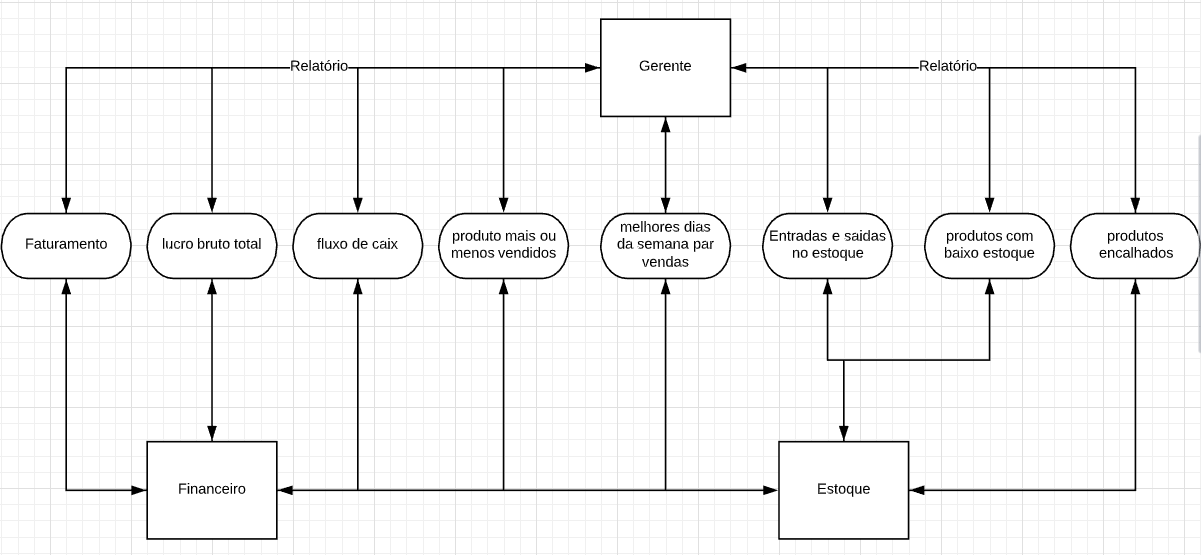 Gerente
Relatório
Relatório
Faturamento
lucro bruto total
fluxo de caix
produto mais ou
menos vendidos
melhores dias
da semana par
vendas
Entradas e saidas
no estoque
produtos com
baixo estoque
produtos
encalhados
Financeiro
Estoque